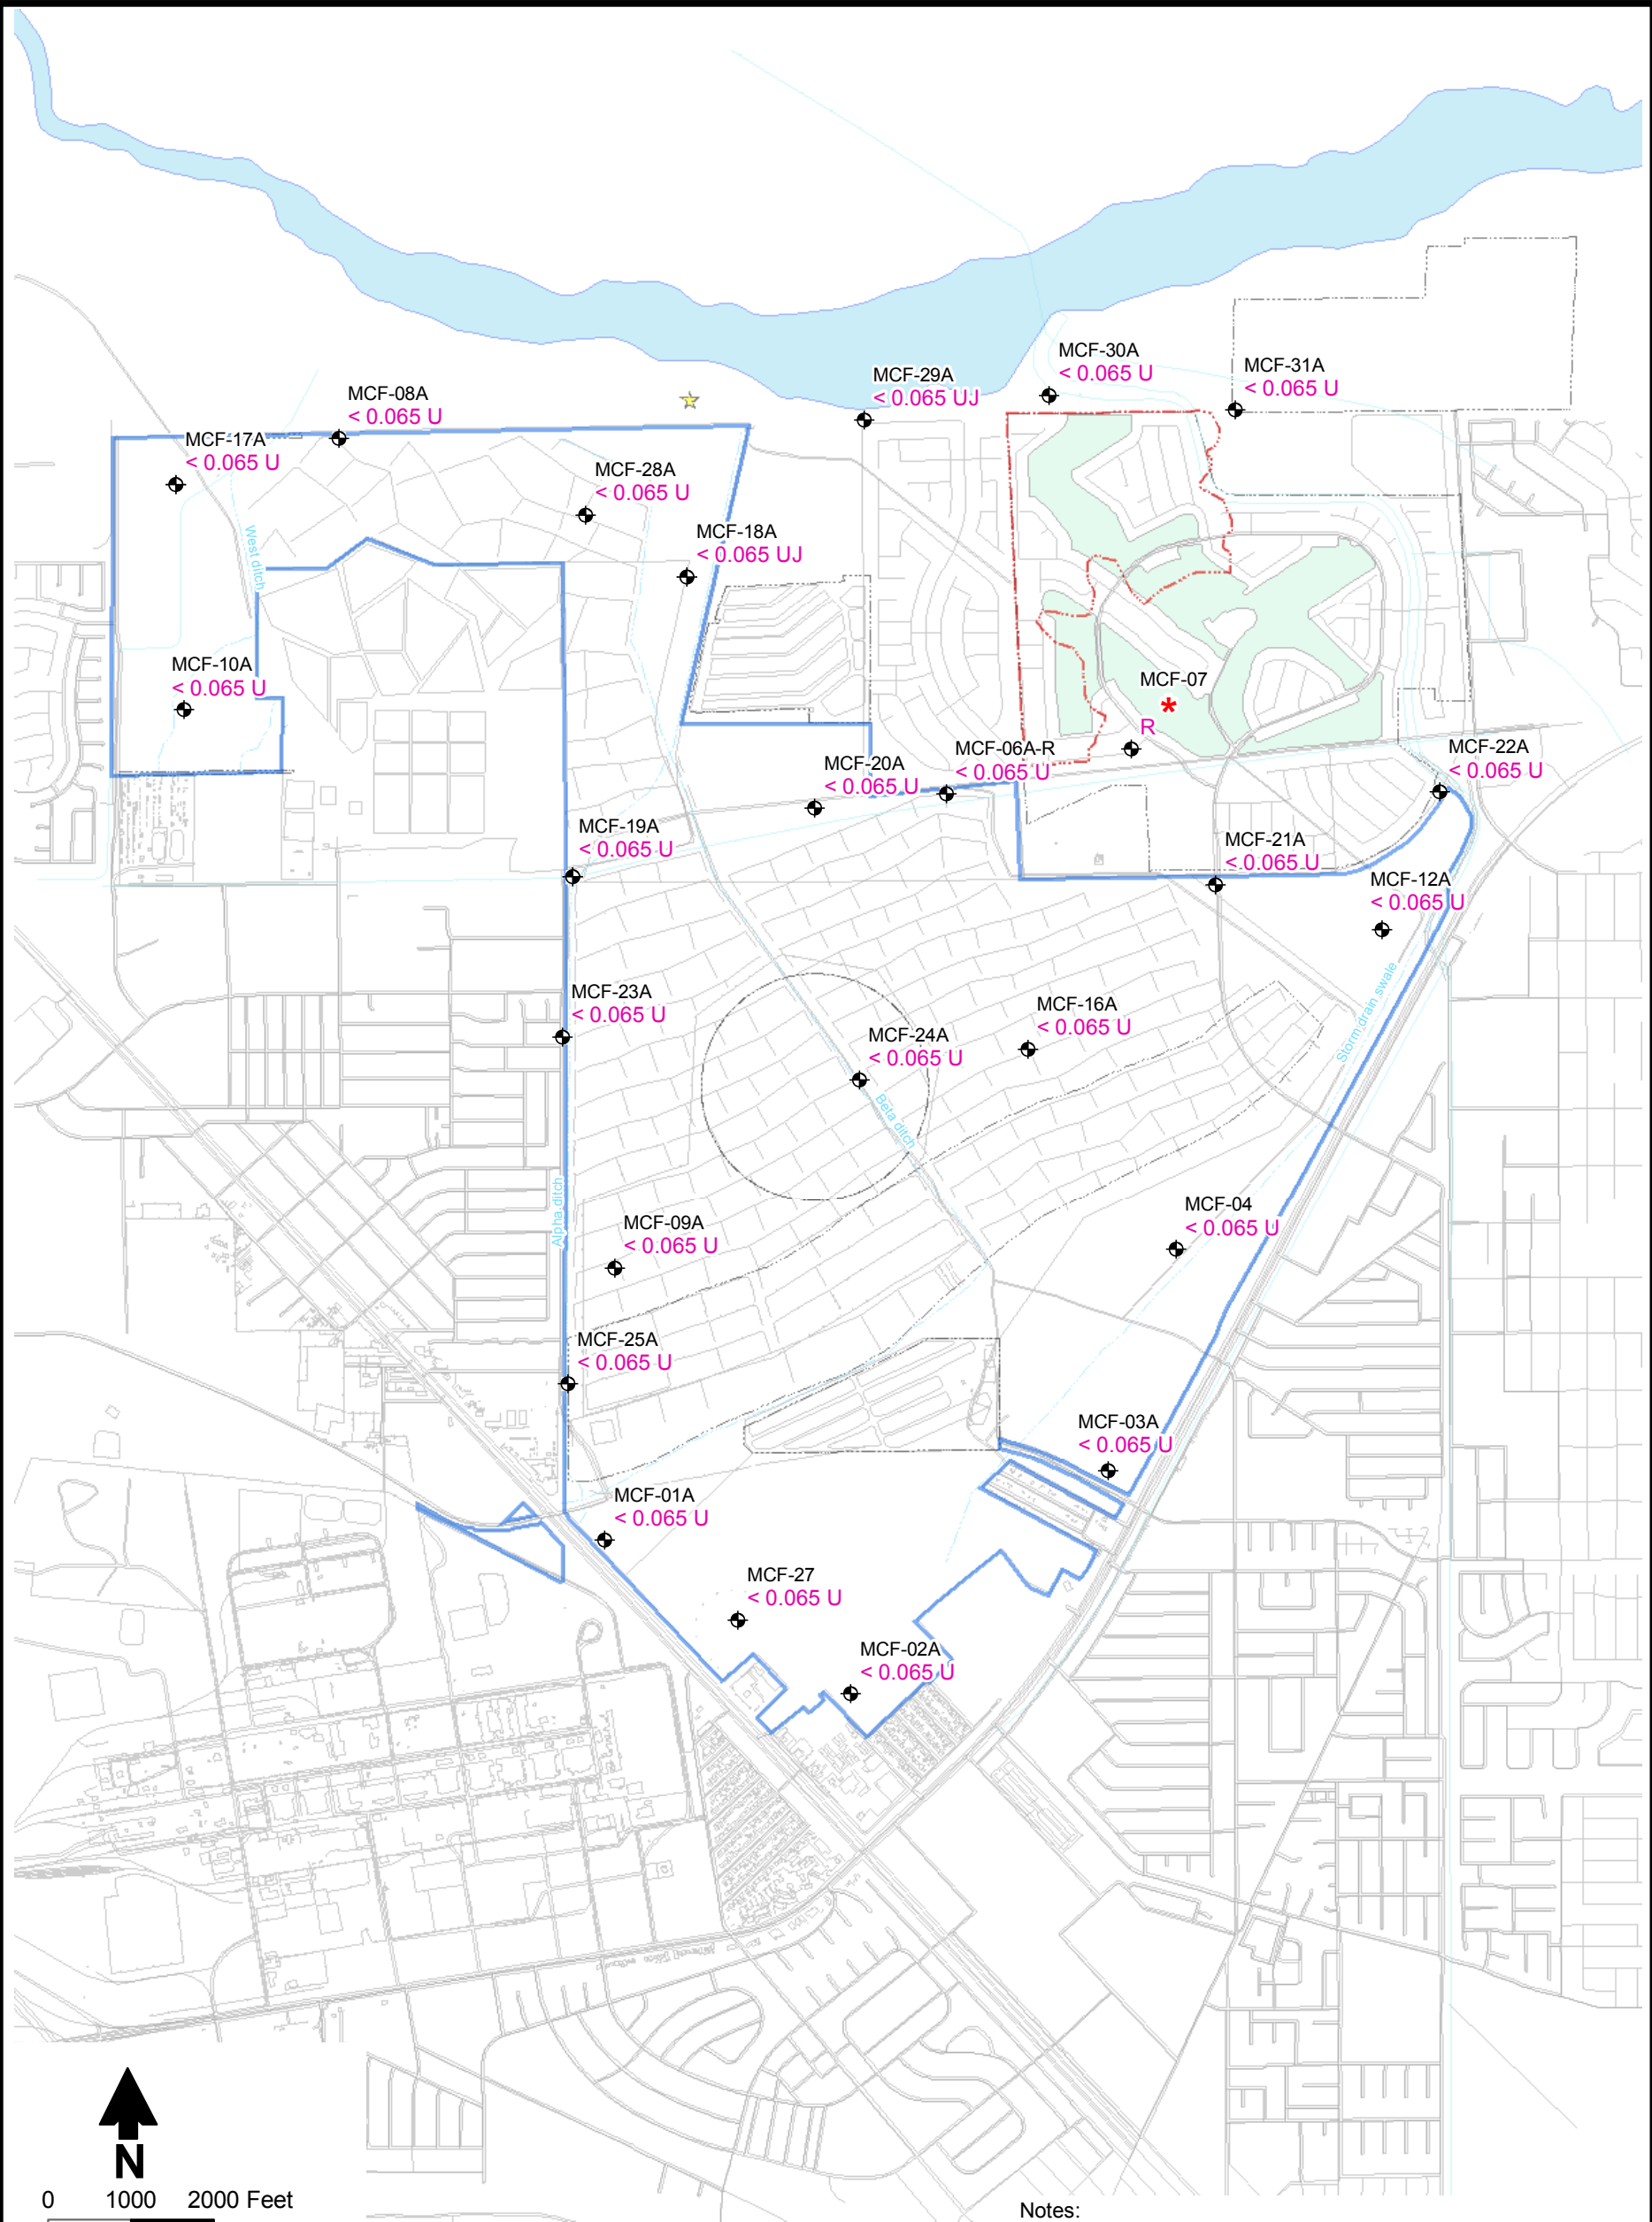 MCF-30A
< 0.065 U
MCF-31A
< 0.065 U
MCF-29A
< 0.065 UJ
MCF-08A
< 0.065 U
MCF-17A
< 0.065 U
MCF-28A
< 0.065 U
MCF-18A
< 0.065 UJ
West ditch
MCF-10A
< 0.065 U
MCF-07
*
R
MCF-06A-R
< 0.065 U
MCF-22A
< 0.065 U
MCF-20A
< 0.065 U
MCF-19A
< 0.065 U
MCF-21A
< 0.065 U
MCF-12A
< 0.065 U
MCF-23A
< 0.065 U
MCF-16A
< 0.065 U
MCF-24A
< 0.065 U
Storm drain swale
Beta ditch
Alpha ditch
MCF-04
< 0.065 U
MCF-09A
< 0.065 U
MCF-25A
< 0.065 U
MCF-03A
< 0.065 U
MCF-01A
< 0.065 U
MCF-27
< 0.065 U
MCF-02A
< 0.065 U
N
0 1000 2000 Feet
Notes: